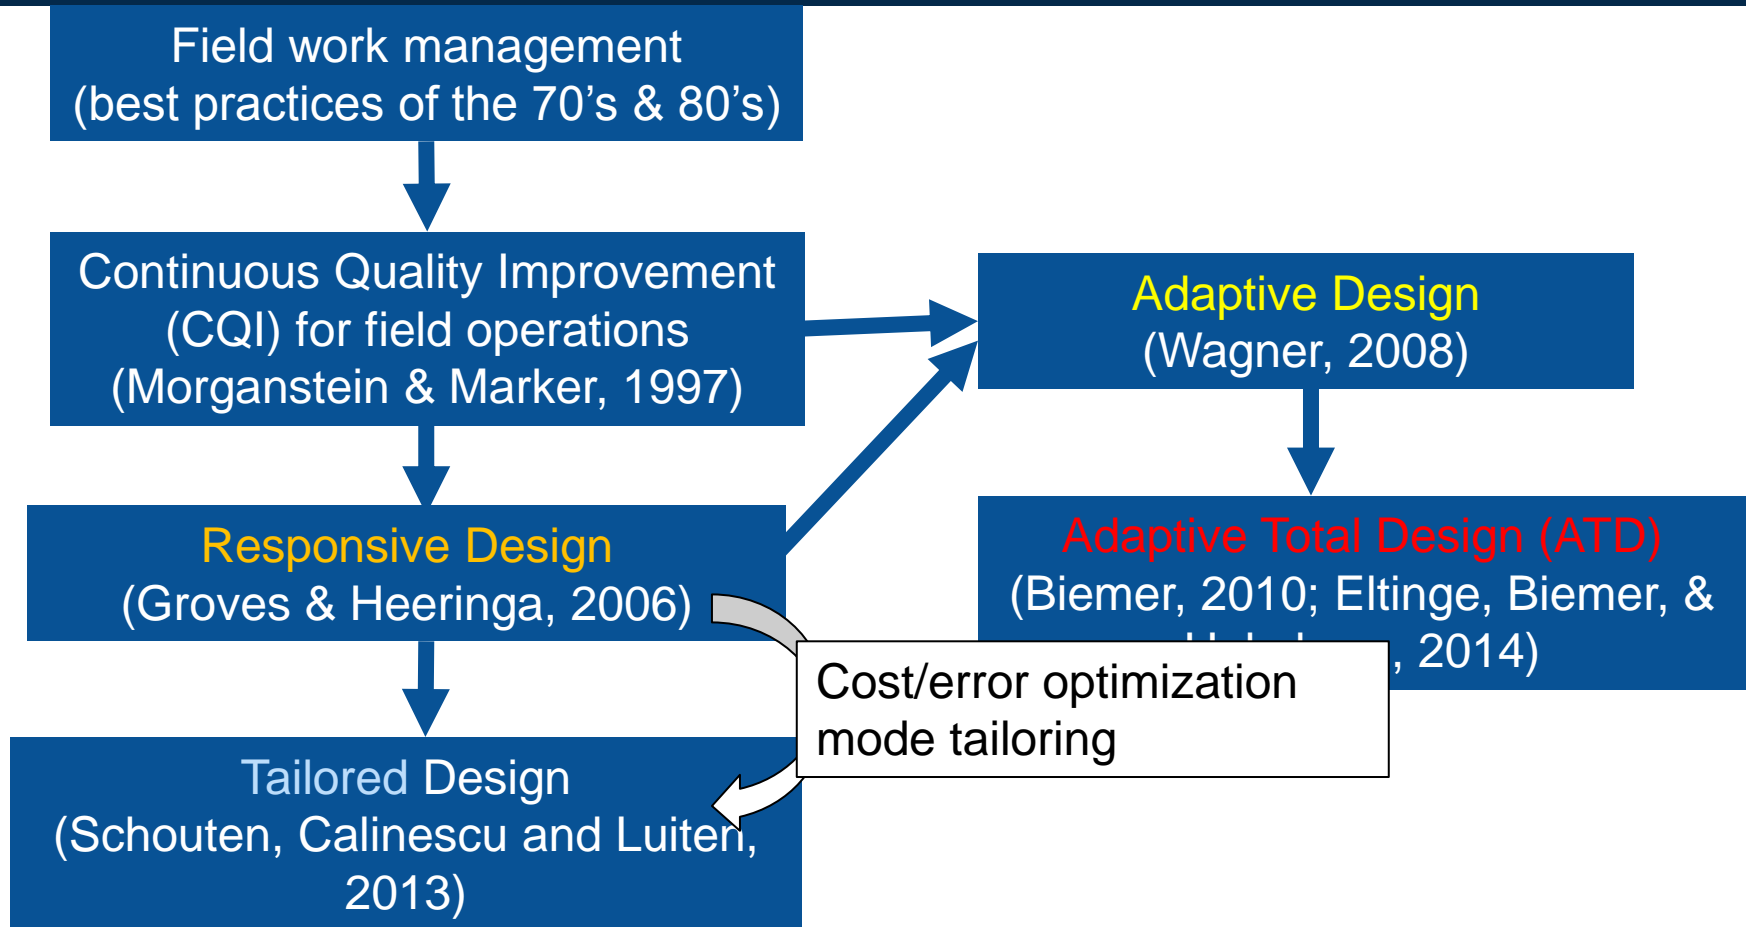 Field work management
(best practices of the 70's & 80's)
Continuous Quality Improvement
(CQI) for field operations
(Morganstein & Marker, 1997)
Adaptive Design
(Wagner, 2008)
Responsive Design
(Groves & Heeringa, 2006)
Adaptive Total Design (ATD)
(Biemer, 2010; Eltinge, Biemer, &
, 2014)
Cost/error optimization
mode tailoring
Tailored Design
(Schouten, Calinescu and Luiten,
2013)